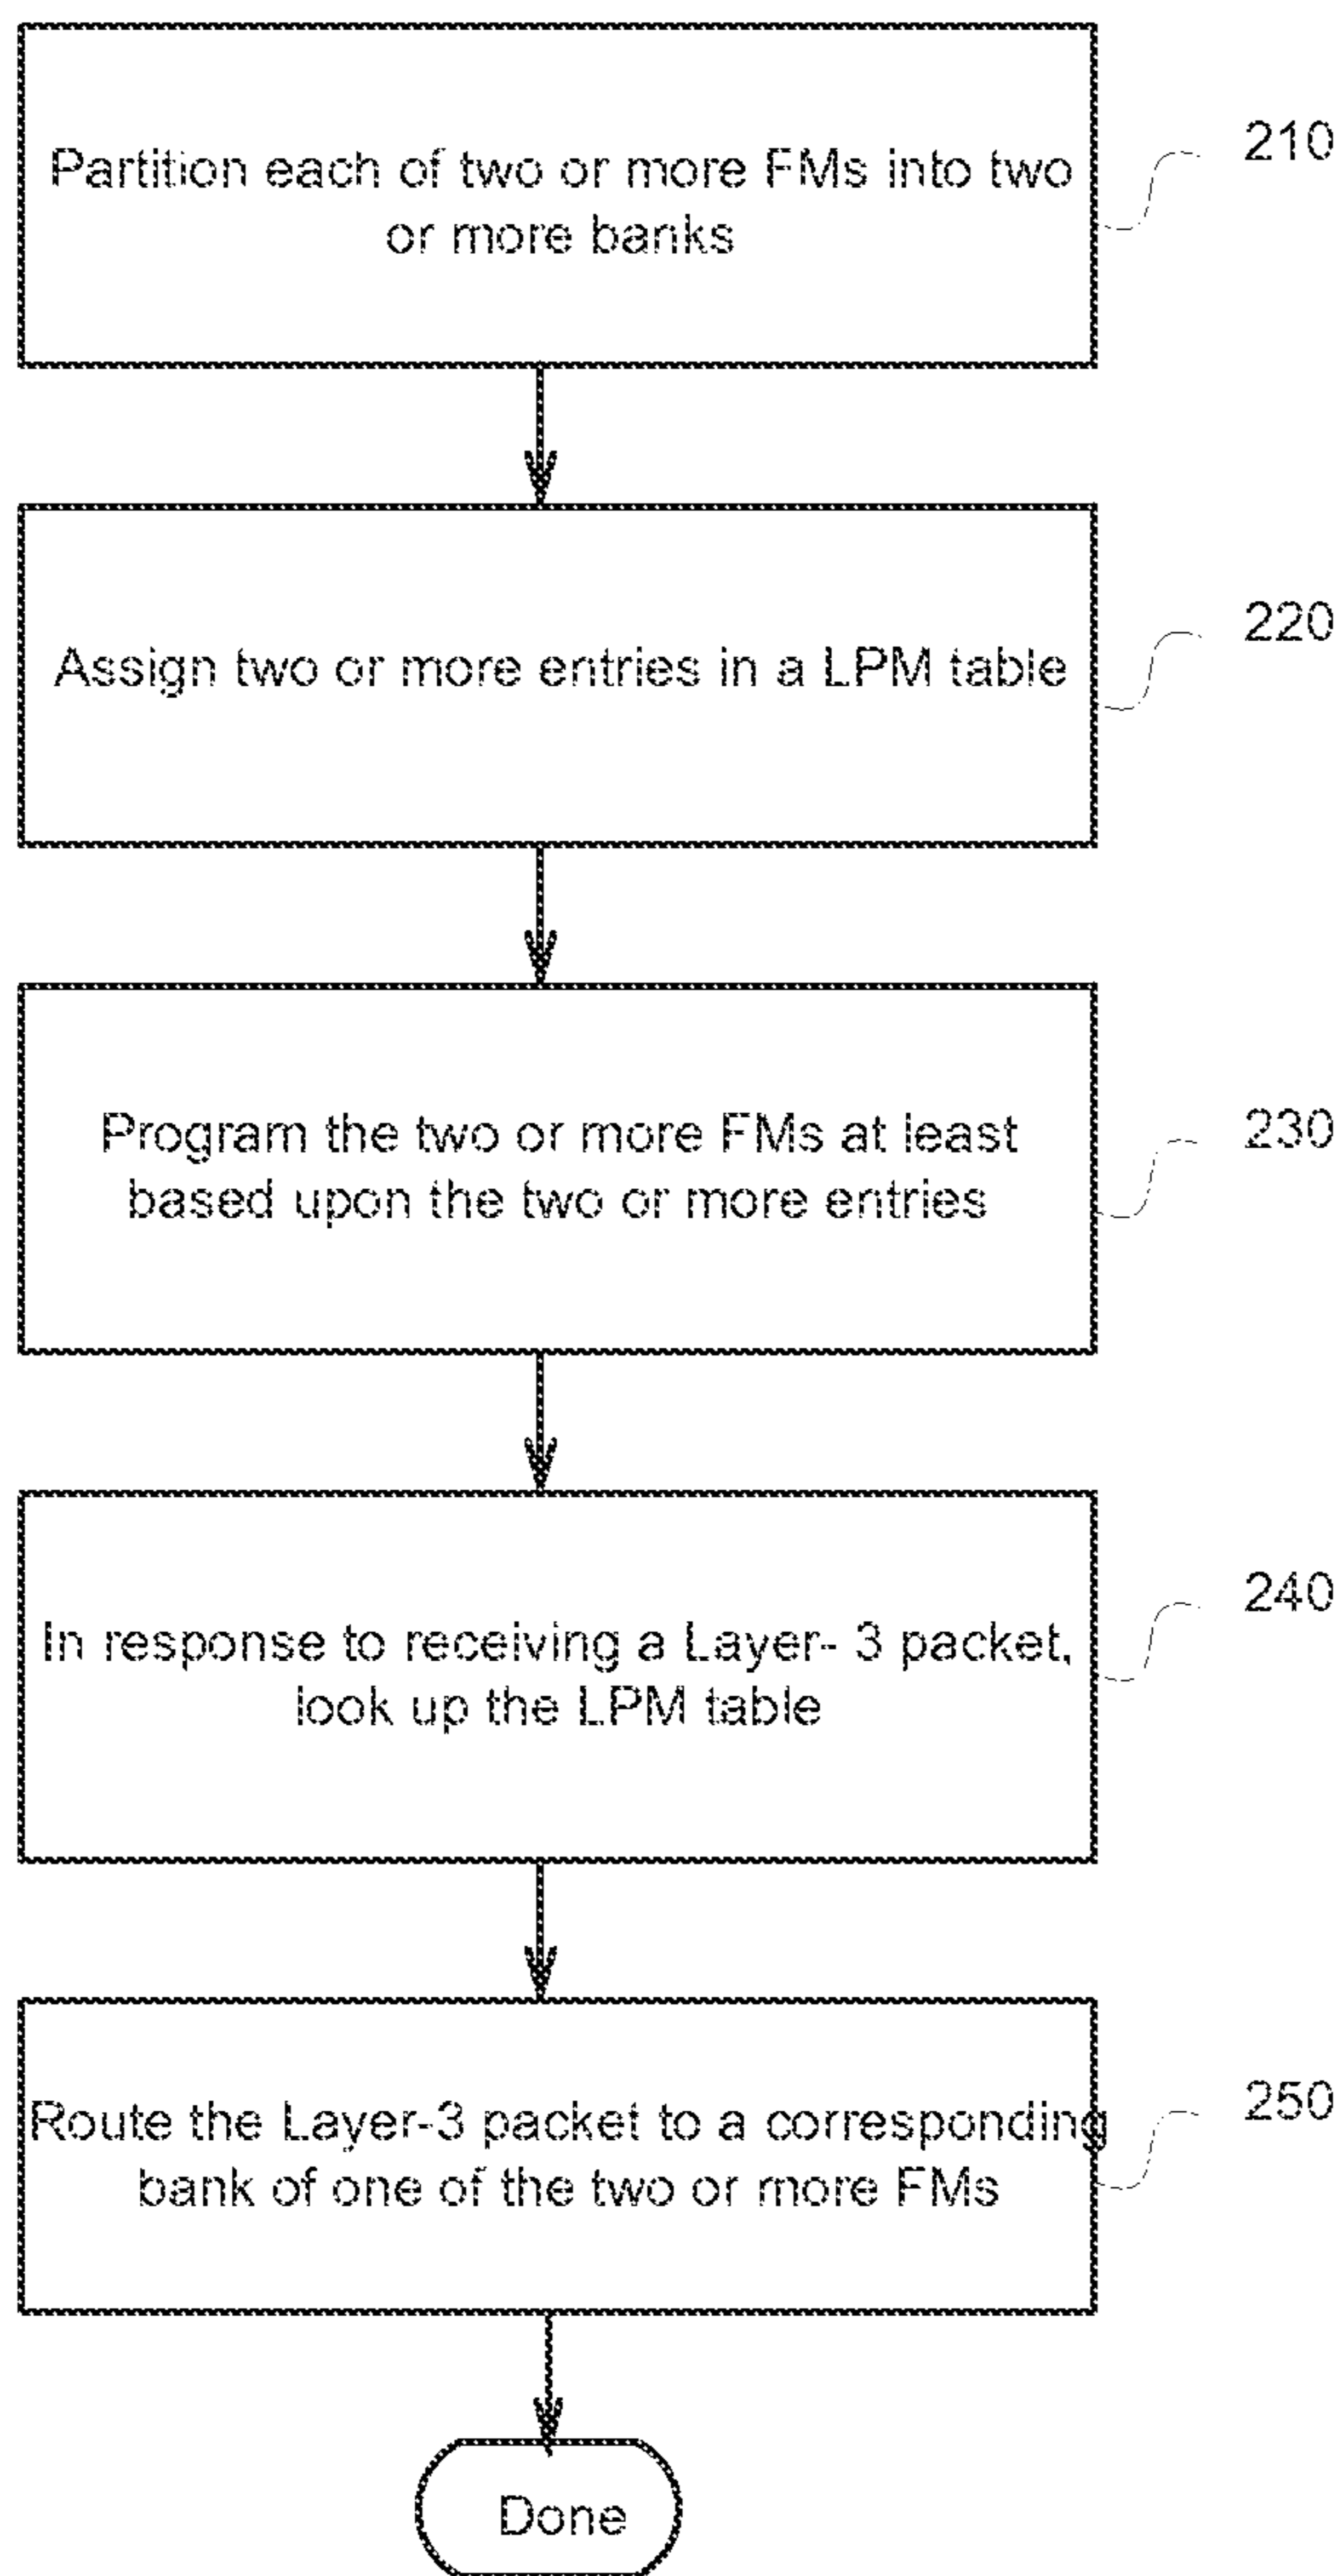 Partition each of two or more FMs into two
or more banks
210
Assign two or more entries in a LPM table
220
Program the two or more FMs at least
based upon the two or more entries
230
In response to receiving a Layer- 3 packet,
look up the LPM table
240
Route the Layer-3 packet to a corresponding
bank of one of the two or more FMs
250
Done